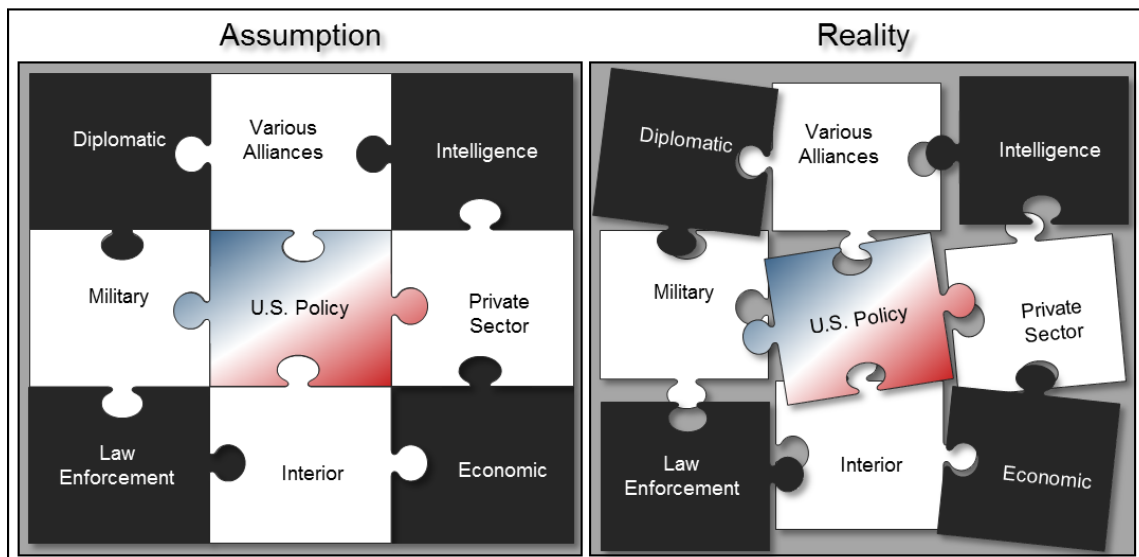 Assumption
Diplomatic
Various
Alliances
Intelligence
Military
U.S. Policy
Private
Sector
Law
Enforcement
Interior
Economic
Reality
Diplomatic
Various
Alliances
Intelligence
Military
U.S. Policy
Private
Sector
Law
Enforcement
Interior
Economic